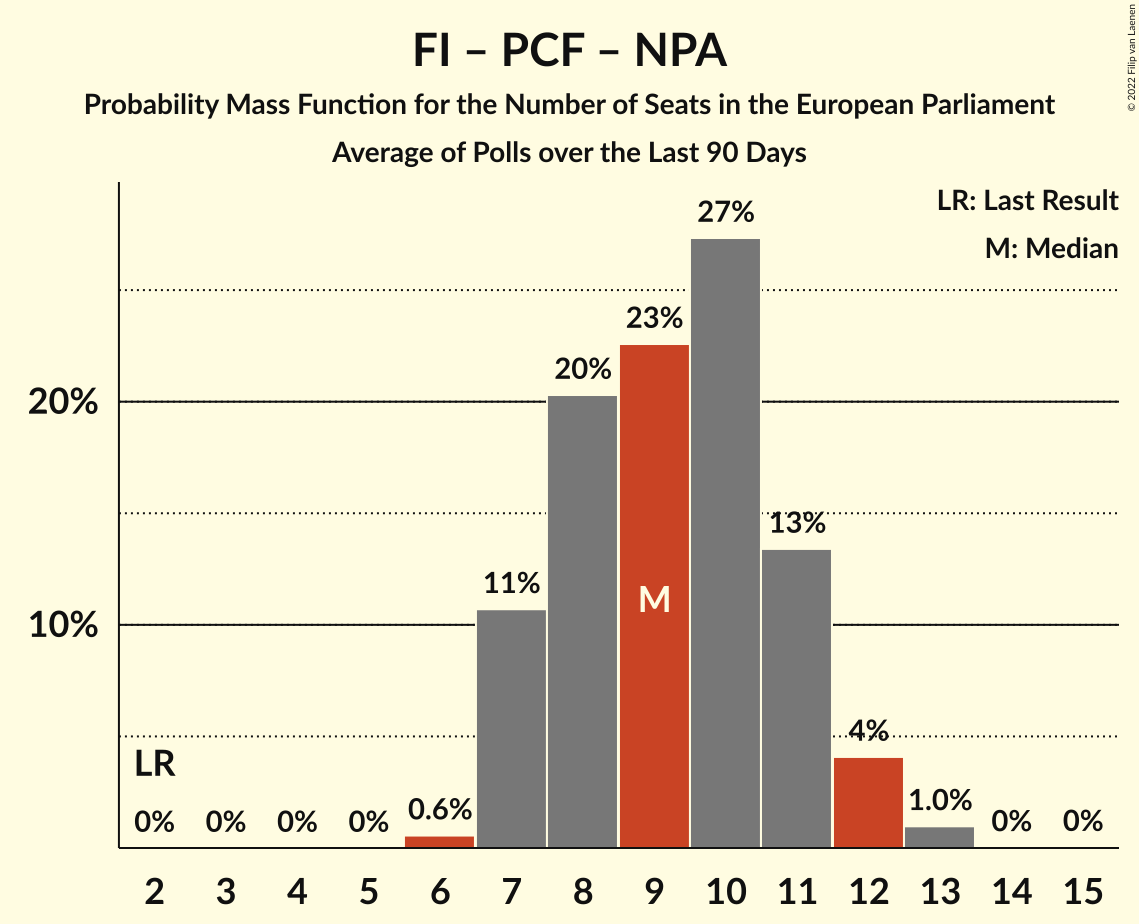 FI – PCF – NPA
Probability Mass Function for the Number of Seats in the European Parliament
Average of Polls over the Last 90 Days
© 2022 Filip van Laenen
LR: Last Result
M: Median
27%
23%
20%
20%
13%
11%
M
10%
4%
LR
0% 0% 0% 0% 0.6% 1.0% 0% 0%
2 3 4 5 6 7 8 9 10 11 12 13 14 15